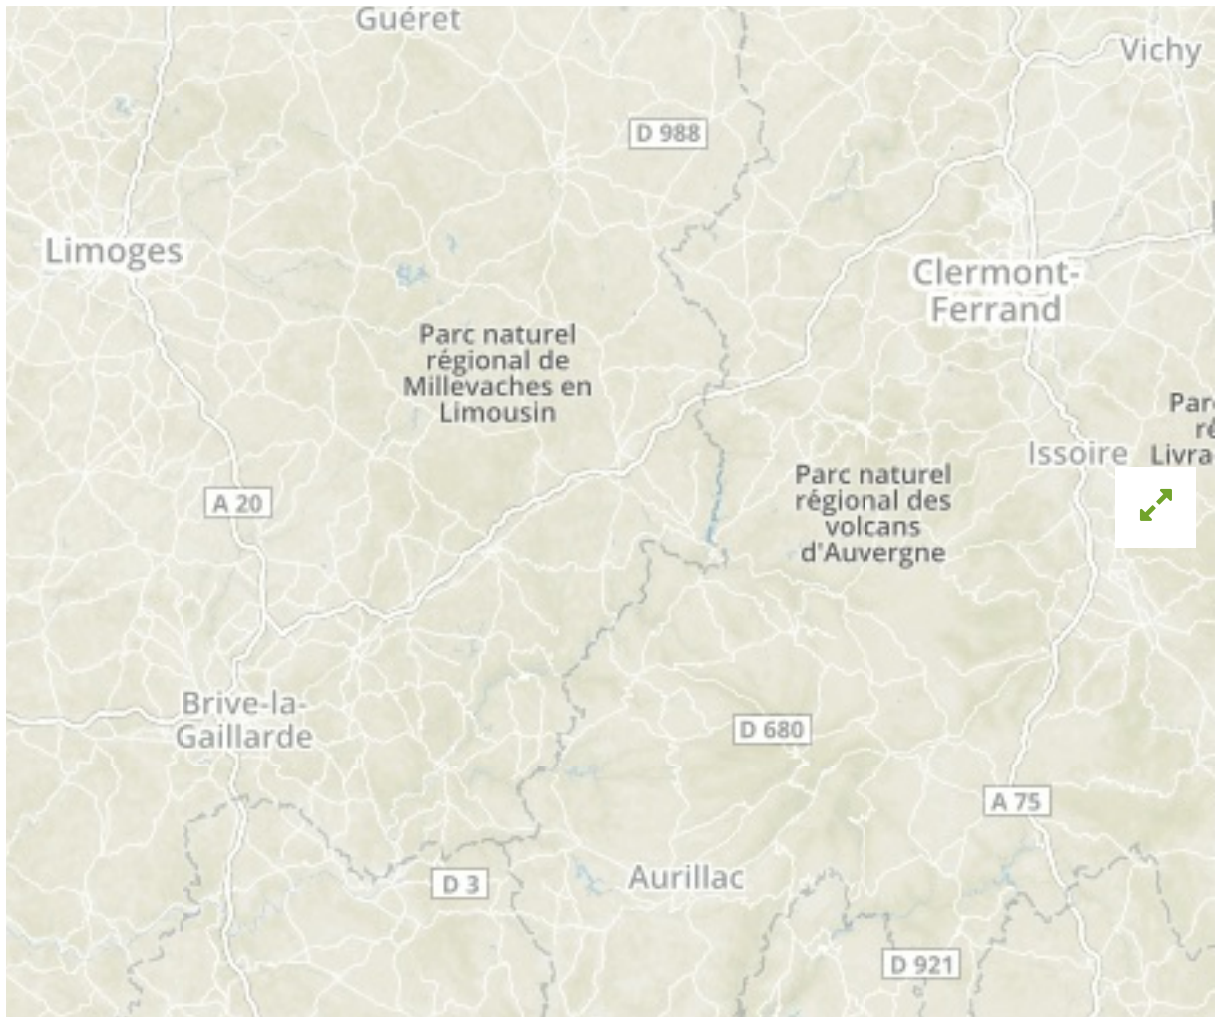 Guéret
Vichy
D 988
Limoges
Clermont-
Ferrand
Parc naturel
régional de
Millevaches en
Limousin
Issoire
Parc naturel
régional des
volcans
d'Auvergne
A 20
Brive-la-
Gaillarde
D 680
A 75
Aurillac
D 3
D 921